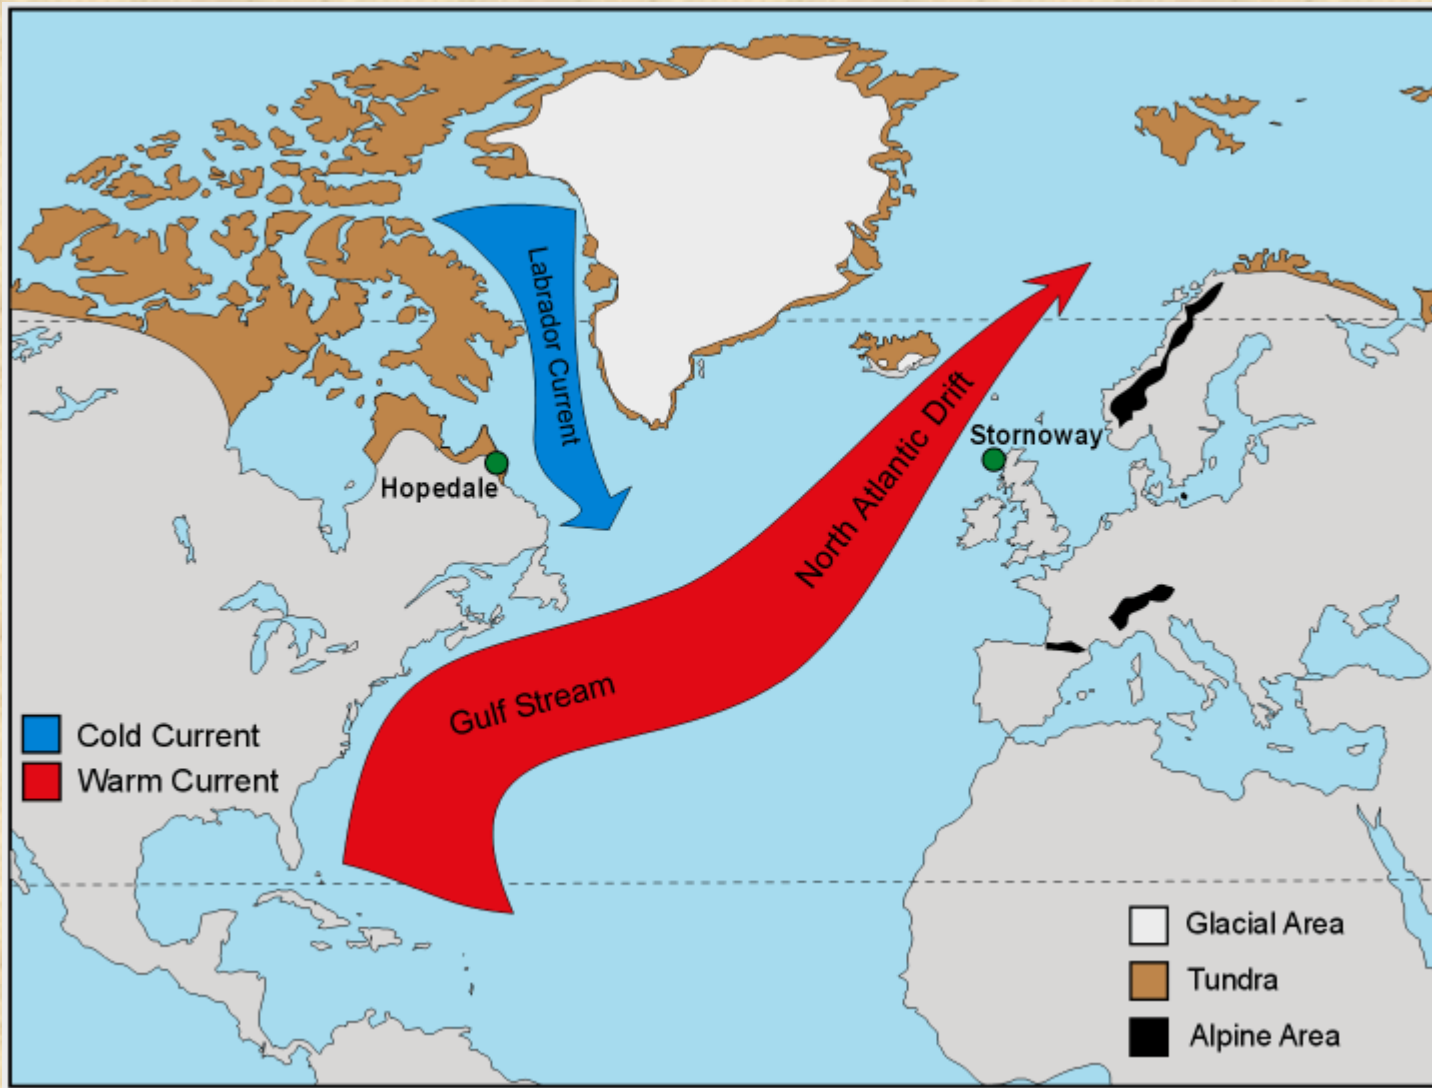 Labrador Current
North Atlantic Drift
Stornoway
Hopedale
Gulf Stream
Cold Current
Warm Current
Glacial Area
Tundra
Alpine Area